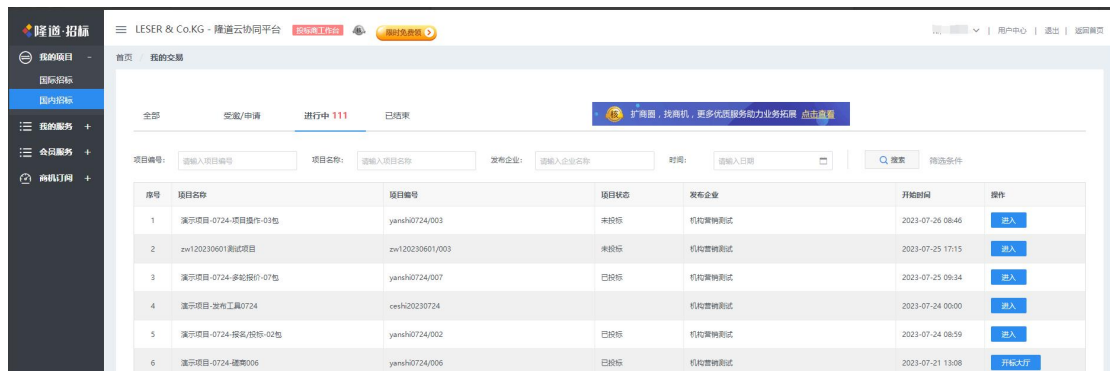 隆道·招标 LESER & Co.KG - 隆道云协同平台 投标商工作台 限时免费领 用户中心 | 退出 | 返回首页
我的项目 - 首页 / 我的交易
国际招标
国内招标
全部 受邀/申请 进行中 111 已结束 扩商圈,找商机,更多优质服务助力业务拓展 点击查看
我的服务 +
会员服务 +
项目编号: 请输入项目编号 项目名称: 请输入项目名称 发布企业: 请输入企业名称 时间: 请输入日期 搜索 筛选条件
商机订阅 +
序号 项目名称 项目编号 项目状态 发布企业 开始时间 操作
1 演示项目-0724-项目操作-03包 yanshi0724/003 未投标 机构营销测试 2023-07-26 08:46 进入
2 zw120230601测试项目 zw120230601/003 未投标 机构营销测试 2023-07-25 17:15 进入
3 演示项目-0724-多轮报价-07包 yanshi0724/007 已投标 机构营销测试 2023-07-25 09:34 进入
4 演示项目-发布工具0724 ceshi20230724 机构营销测试 2023-07-24 00:00 进入
5 演示项目-0724-报名/投标-02包 yanshi0724/002 已投标 机构营销测试 2023-07-24 08:59 进入
6 演示项目-0724-磋商006 yanshi0724/006 已投标 机构营销测试 2023-07-21 13:08 开标大厅